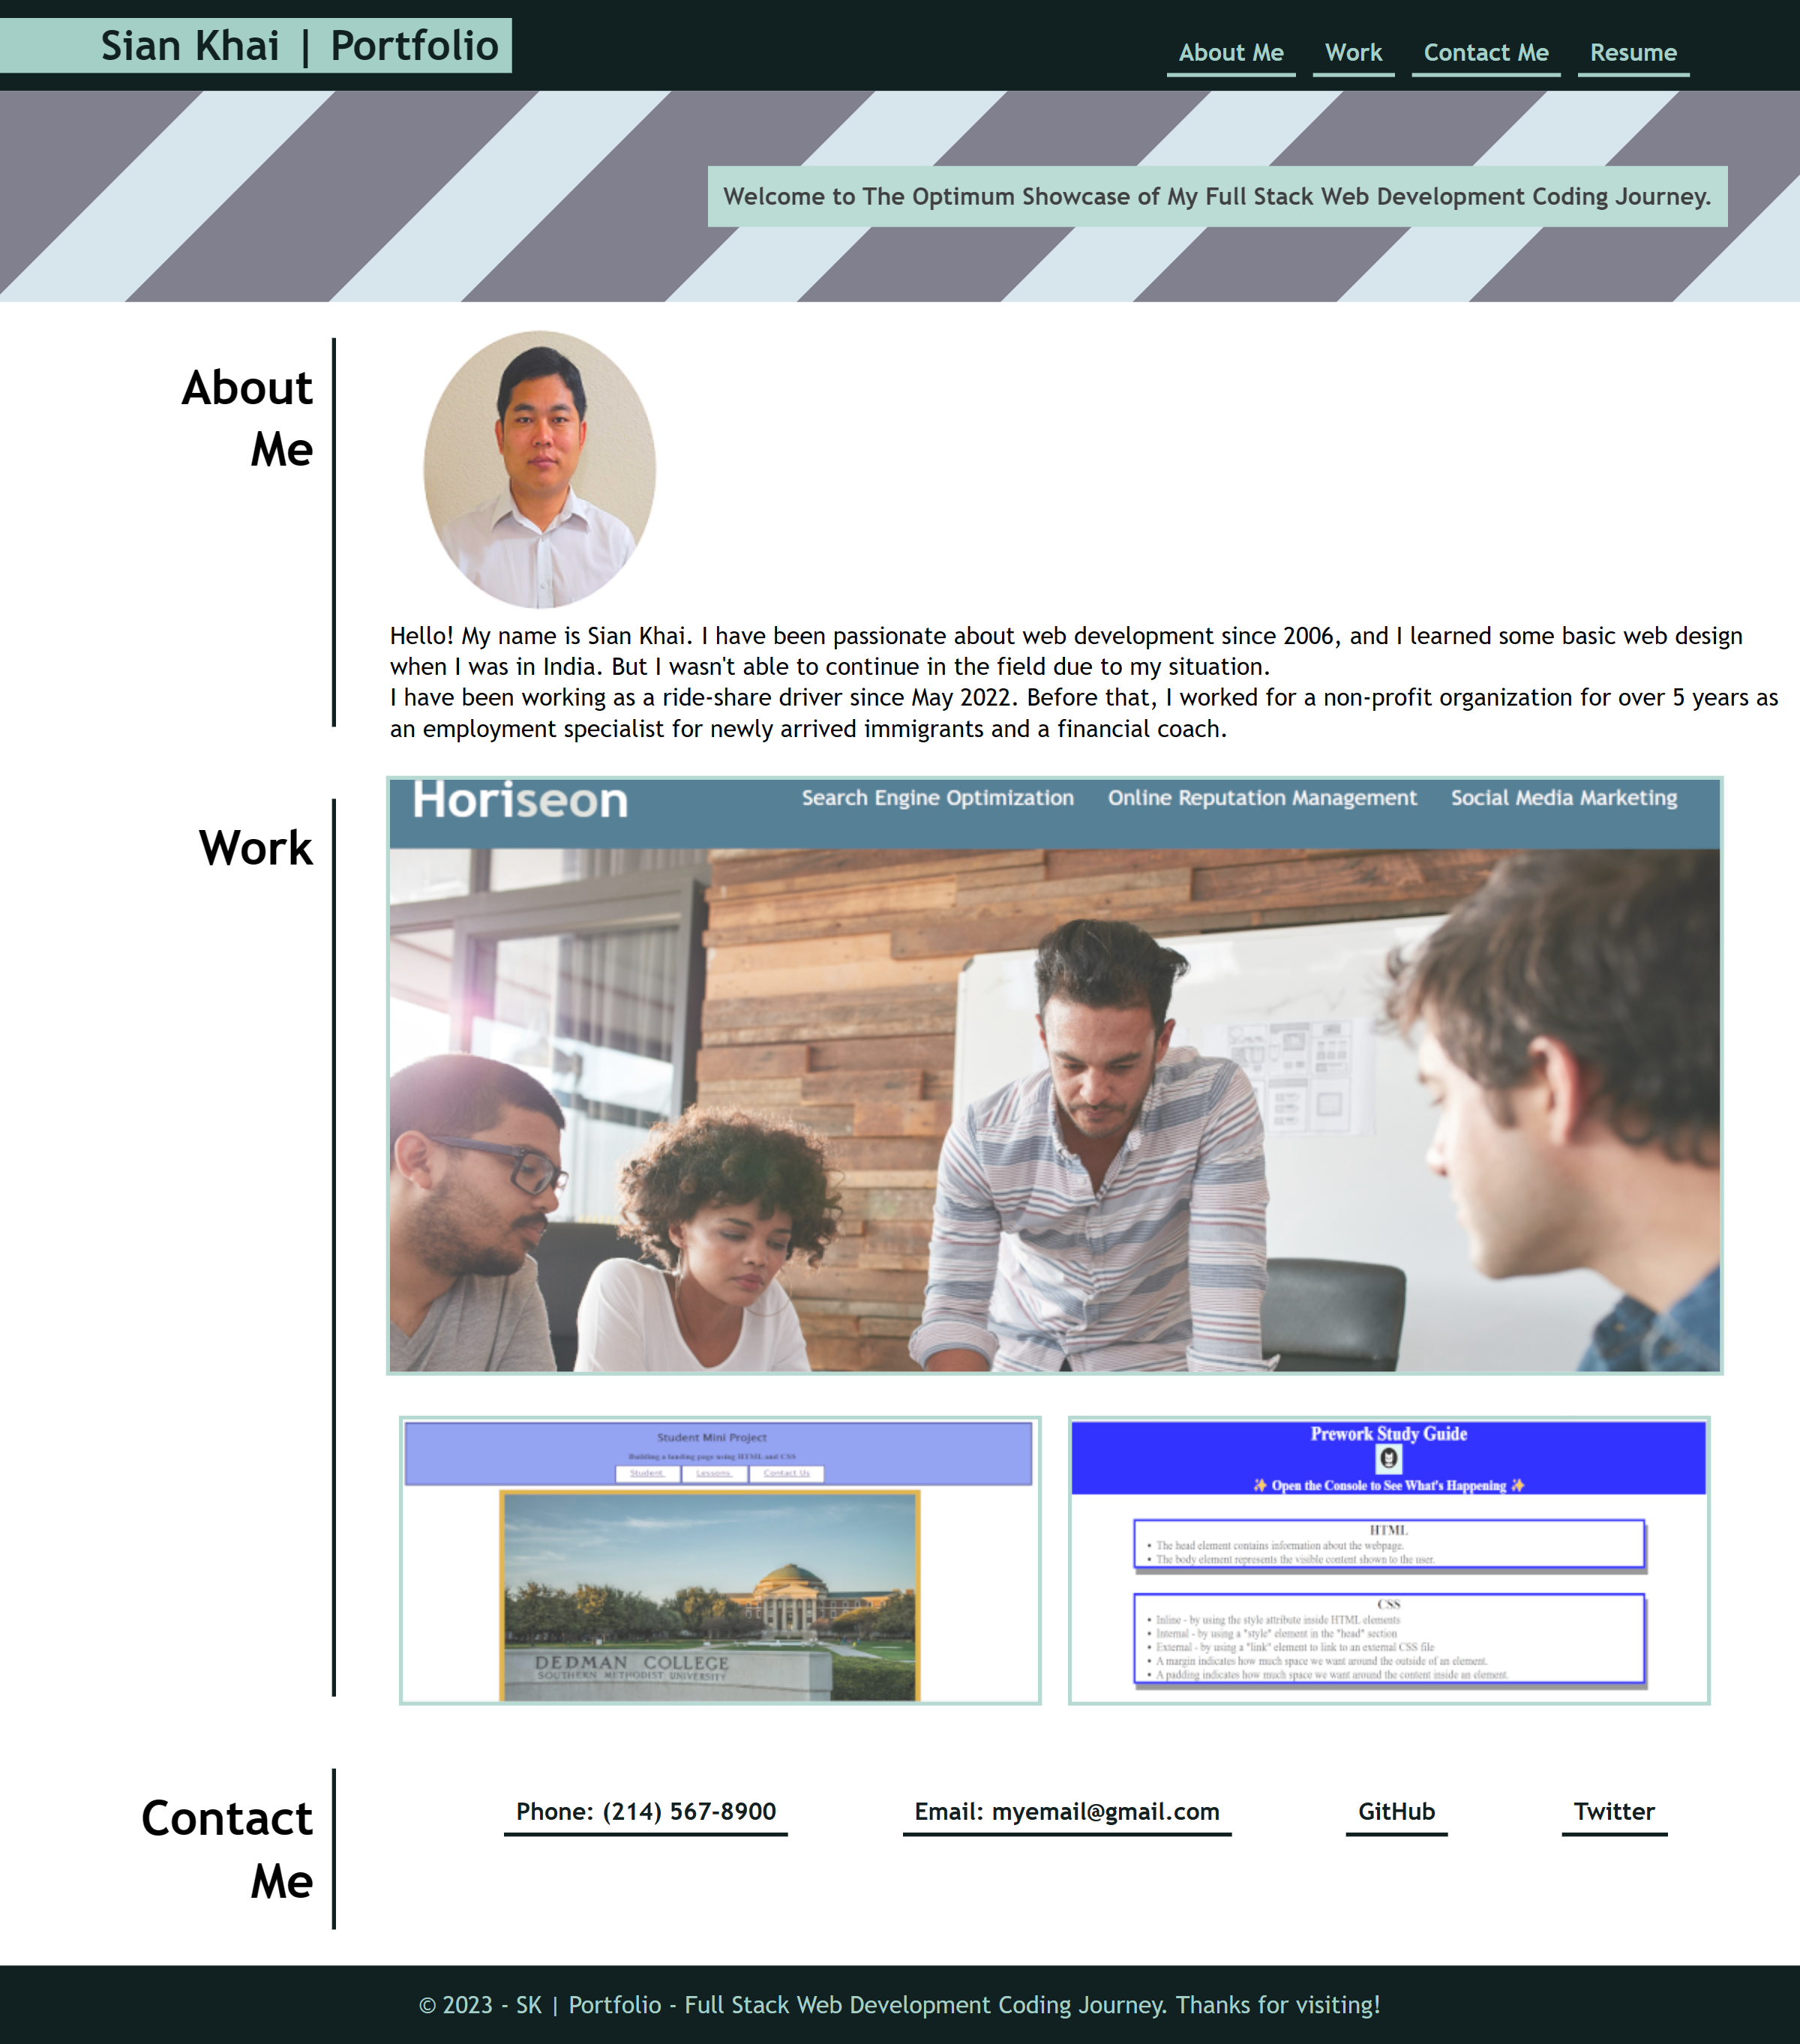 Sian Khai | Portfolio
About Me
Work
Contact Me
Resume
Welcome to The Optimum Showcase of My Full Stack Web Development Coding Journey.
About
Me
Hello! My name is Sian Khai. I have been passionate about web development since 2006, and I learned some basic web design
when I was in India. But I wasn't able to continue in the field due to my situation.
I have been working as a ride-share driver since May 2022. Before that, I worked for a non-profit organization for over 5 years as
an employment specialist for newly arrived immigrants and a financial coach.
Work
Horiseon
Search Engine Optimization
Online Reputation Management
Social Media Marketing
Student Mini Project
Building a landing page using HTML and CSS
Student
Lessons
Contact Us
DEDMAN COLLEGE
SOUTHERN METHODIST UNIVERSITY
Prework Study Guide
✨ Open the Console to See What's Happening ✨
HTML
• The head element contains information about the webpage.
• The body element represents the visible content shown to the user.
CSS
• Inline - by using the style attribute inside HTML elements
• Internal - by using a "style" element in the "head" section
• External - by using a "link" element to link to an external CSS file
• A margin indicates how much space we want around the outside of an element.
• A padding indicates how much space we want around the content inside an element.
Contact
Me
Phone: (214) 567-8900
Email: myemail@gmail.com
GitHub
Twitter
© 2023 - SK | Portfolio - Full Stack Web Development Coding Journey. Thanks for visiting!